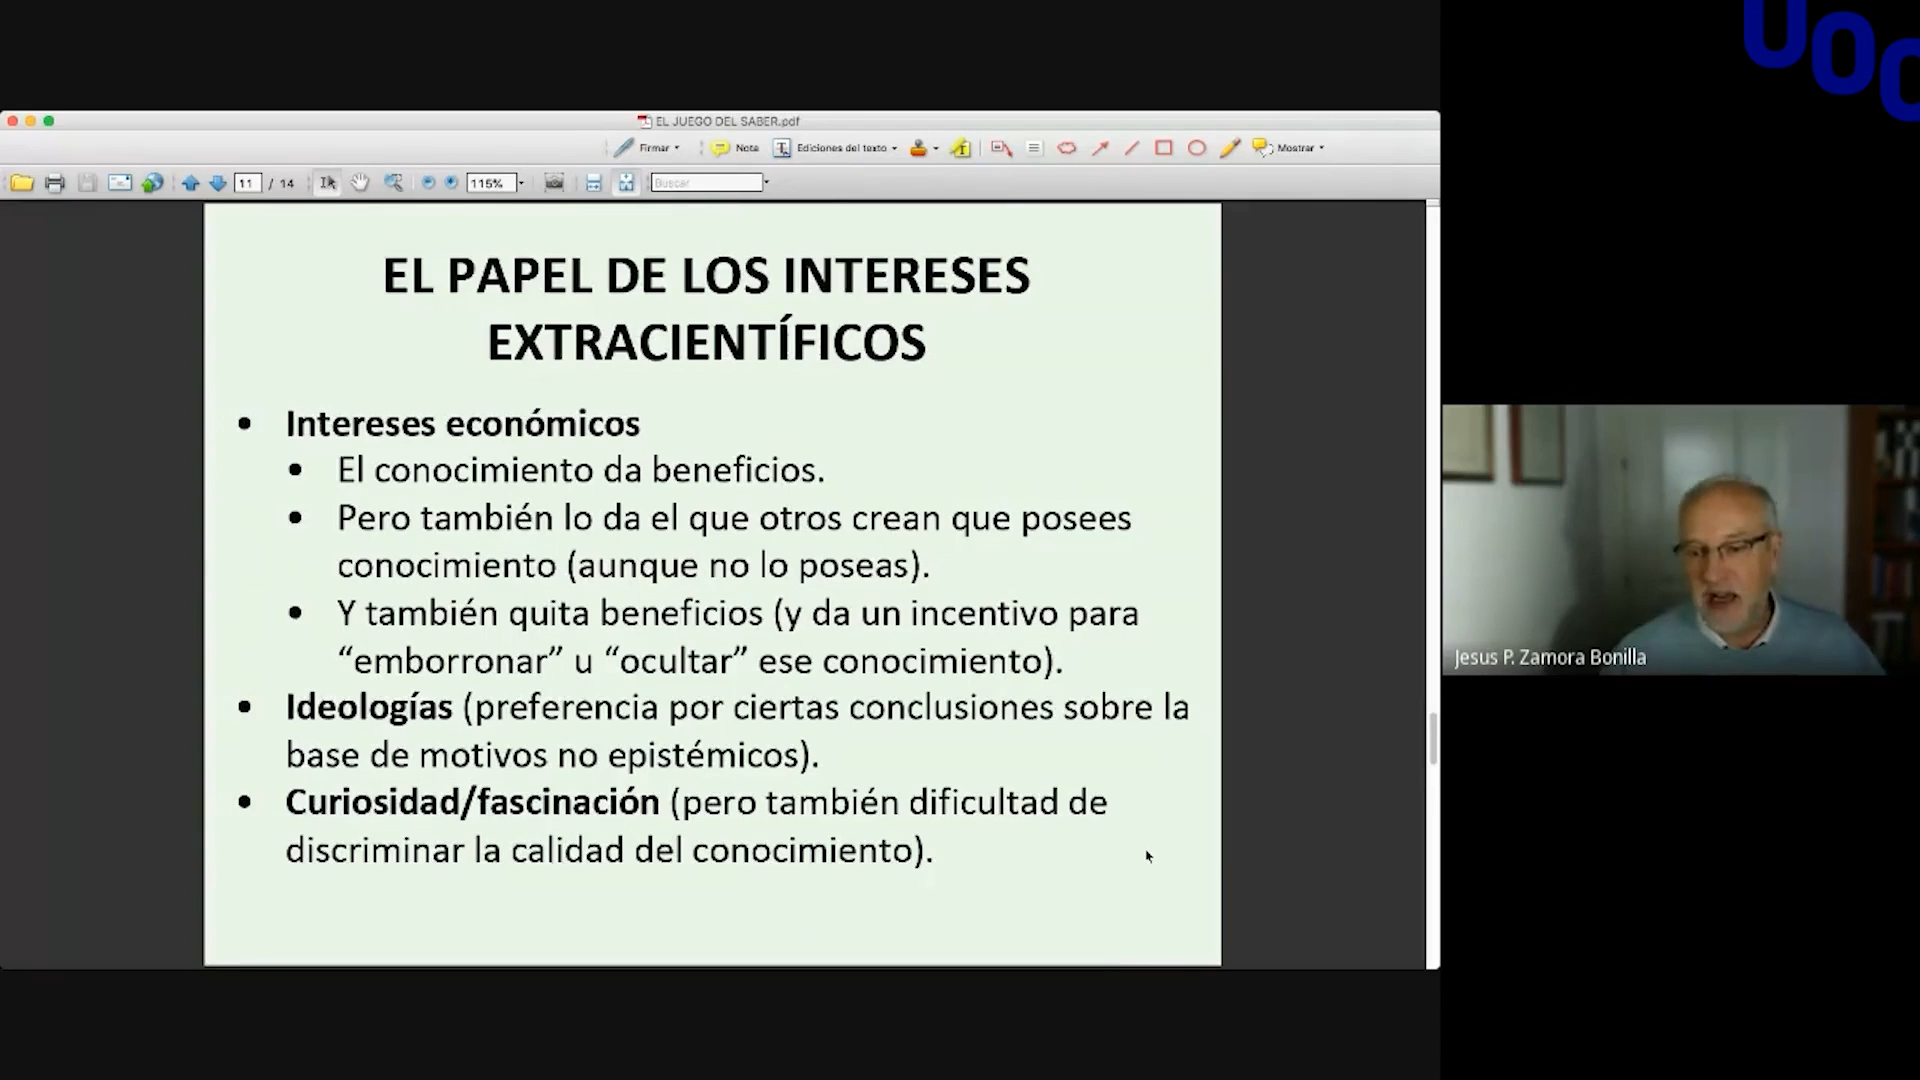 UOC
EL JUEGO DEL SABER.pdf
Firmar
Nota
Ediciones del texto
Mostrar
11 / 14
115%
Buscar
EL PAPEL DE LOS INTERESES
EXTRACIENTÍFICOS
• Intereses económicos
• El conocimiento da beneficios.
• Pero también lo da el que otros crean que posees
conocimiento (aunque no lo poseas).
• Y también quita beneficios (y da un incentivo para
“emborronar” u “ocultar” ese conocimiento).
• Ideologías (preferencia por ciertas conclusiones sobre la
base de motivos no epistémicos).
• Curiosidad/fascinación (pero también dificultad de
discriminar la calidad del conocimiento).
Jesus P. Zamora Bonilla